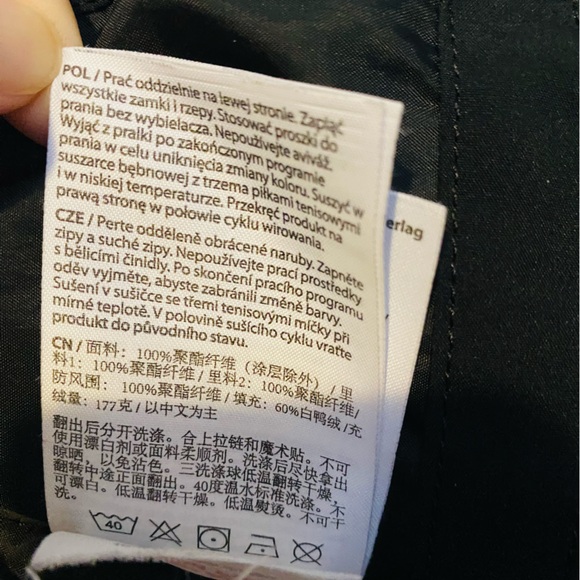 POL / Prać oddzielnie na lewej stronie. Zapiąć
wszystkie zamki i rzepy. Stosować proszki do
prania bez wybielacza. Nepoużivejte aviváž.
Wyjąć z pralki po zakończonym programie
prania w celu uniknięcia zmiany koloru. Suszyć w
suszarce bębnowej z trzema piłkami tenisowymi
i w niskiej temperaturze. Przekręć produkt na
prawą stronę w połowie cyklu wirowania.
CZE / Perte odděleně obrácené naruby. Zapněte
zipy a suché zipy. Nepoužívejte prací prostředky
s bělícími činidly. Po skončení pracího programu
oděv vyjměte, abyste zabránili změně barvy.
Sušení v sušičce se třemi tenisovými míčky při
mírné teplotě. V polovině sušícího cyklu vraťte
produkt do původního stavu.
CN / 面料：100%聚酯纤维（涂层除外）/ 里
料1：100%聚酯纤维 / 里料2：100%聚酯纤维/
防风围：100%聚酯纤维 / 填充：60%白鸭绒 /充
绒量：177克 / 以中文为主
翻出后分开洗涤。合上拉链和魔术贴。不可
使用漂白剂或面料柔顺剂。洗涤后尽快拿出
晾晒，以免沾色。三洗涤球低温翻转干燥，
翻转中途正面翻出。40度温水标准洗涤。不
可漂白。低温翻转干燥。低温熨烫。不可干
洗。
40
erlag